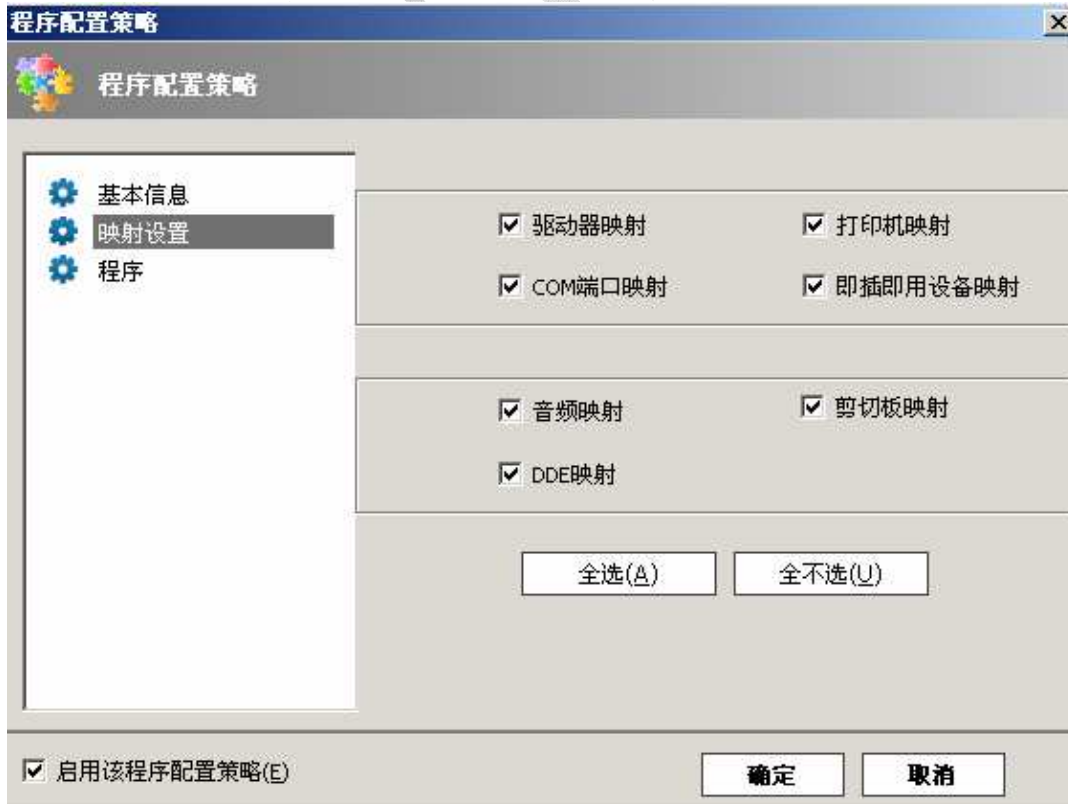 程序配置策略
程序配置策略
基本信息
映射设置
程序
驱动器映射 打印机映射
COM端口映射 即插即用设备映射
音频映射 剪切板映射
DDE映射
全选(A) 全不选(U)
启用该程序配置策略(E) 确定 取消